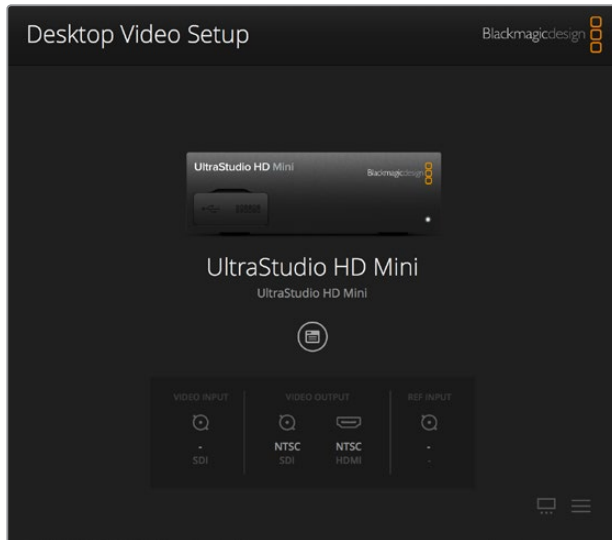 Desktop Video Setup
Blackmagicdesign
UltraStudio HD Mini
Blackmagicdesign
UltraStudio HD Mini
UltraStudio HD Mini
VIDEO INPUT
VIDEO OUTPUT
REF INPUT
-
NTSC
NTSC
-
SDI
SDI
HDMI
-